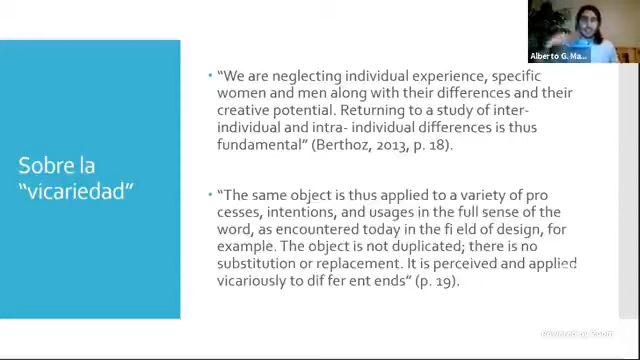 Alberto G. Ma...
Sobre la
“vicariedad”
• “We are neglecting individual experience, specific
women and men along with their differences and their
creative potential. Returning to a study of inter-
individual and intra- individual differences is thus
fundamental” (Berthoz, 2013, p. 18).
• “The same object is thus applied to a variety of pro
cesses, intentions, and usages in the full sense of the
word, as encountered today in the fi eld of design, for
example. The object is not duplicated; there is no
substitution or replacement. It is perceived and applied
vicariously to dif fer ent ends” (p. 19).
Powered by Zoom